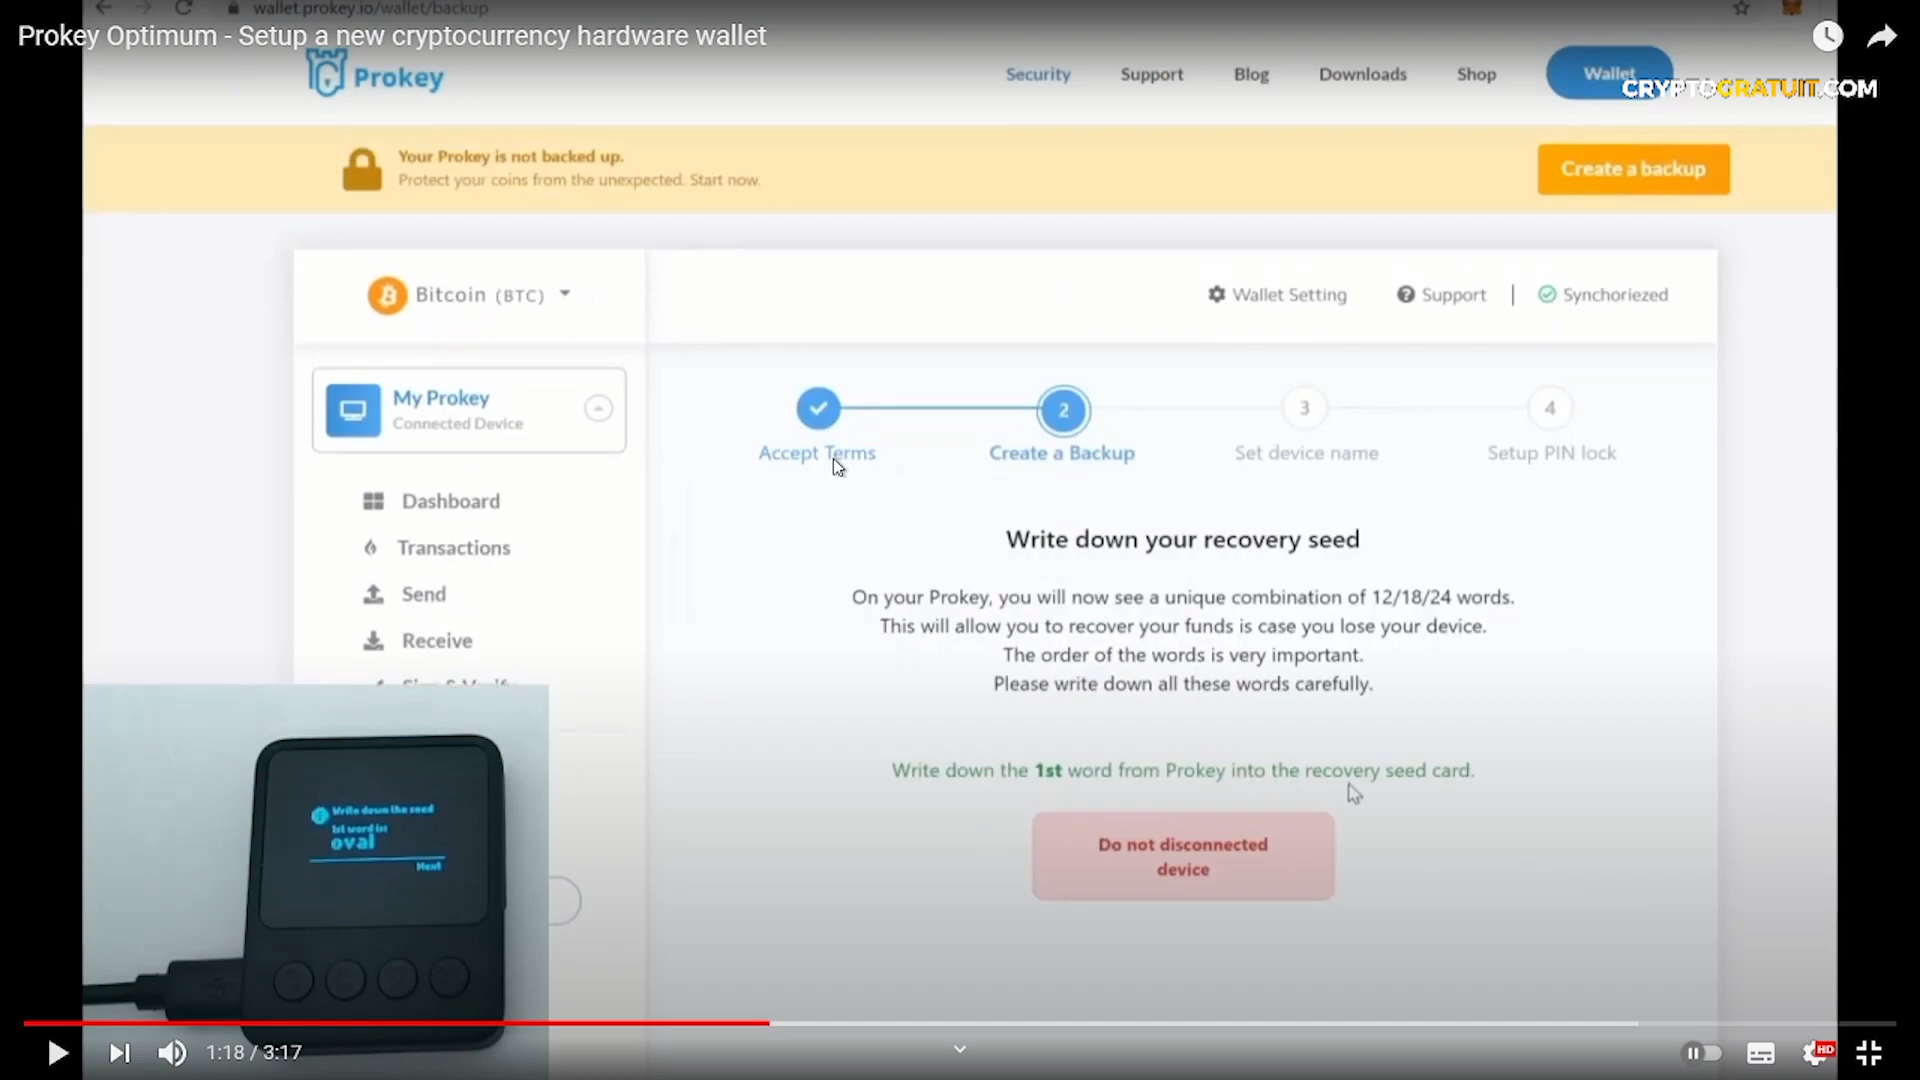 wallet.prokey.io/wallet/backup
Prokey Optimum - Setup a new cryptocurrency hardware wallet
Prokey
Security
Support
Blog
Downloads
Shop
Wallet
CRYPTOGRATUIT.COM
Your Prokey is not backed up.
Protect your coins from the unexpected. Start now.
Create a backup
Bitcoin (BTC)
Wallet Setting
Support
Synchoriezed
My Prokey
Connected Device
2
3
4
Accept Terms
Create a Backup
Set device name
Setup PIN lock
Dashboard
Transactions
Send
Receive
Write down your recovery seed
On your Prokey, you will now see a unique combination of 12/18/24 words.
This will allow you to recover your funds is case you lose your device.
The order of the words is very important.
Please write down all these words carefully.
Write down the 1st word from Prokey into the recovery seed card.
Do not disconnected
device
Write down the seed
1st word is:
oval
Next
1:18 / 3:17
HD